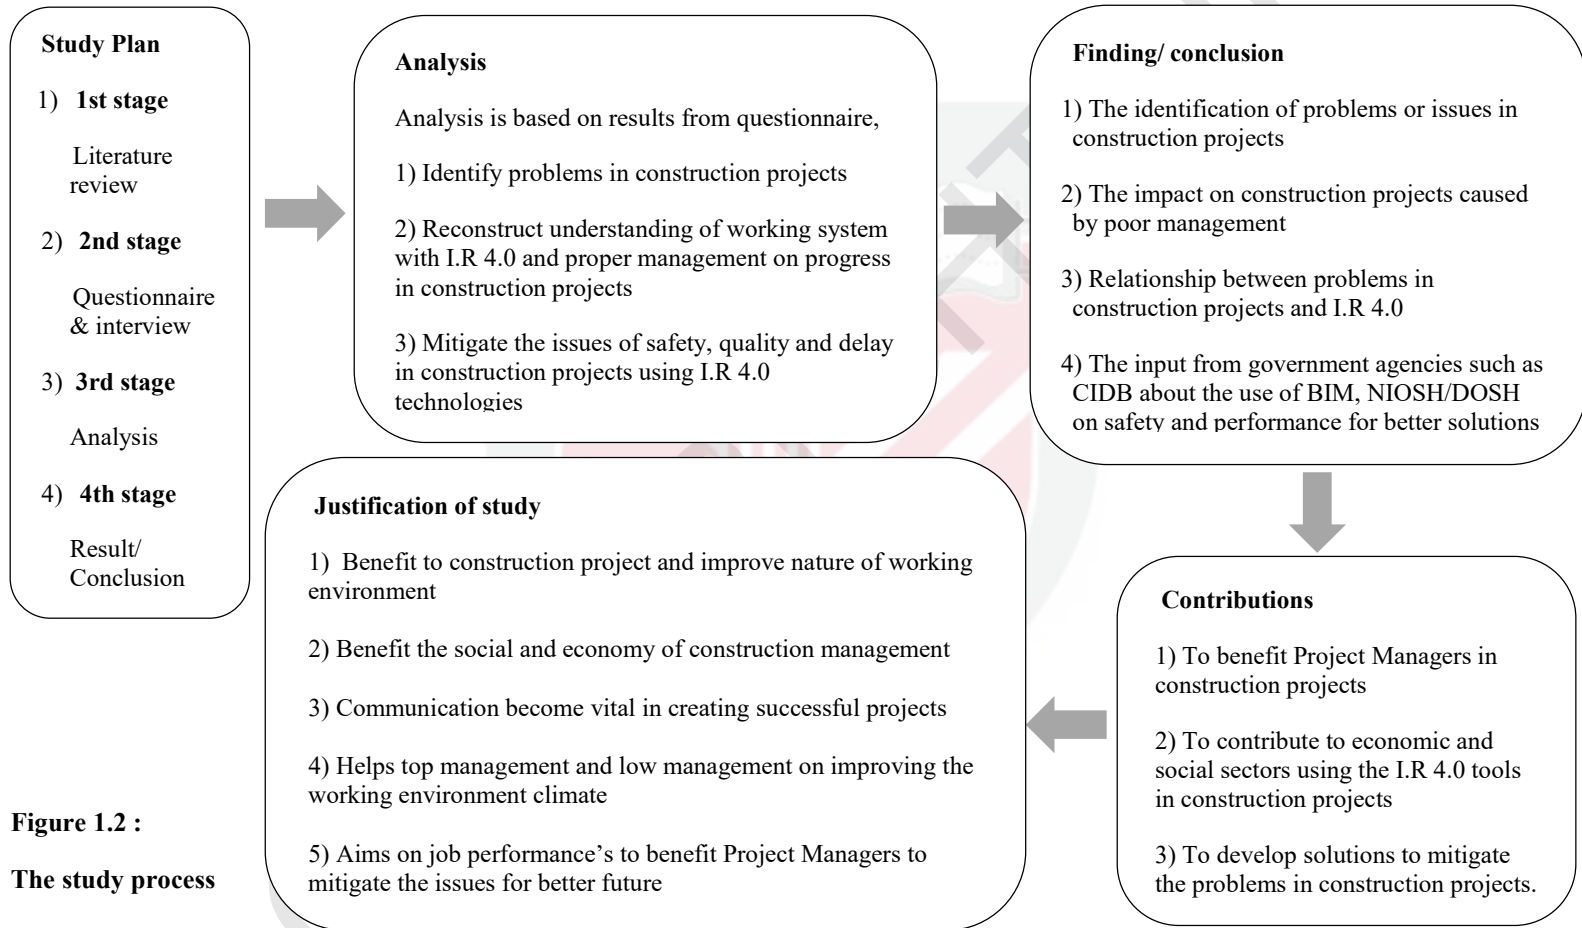 Study Plan
1) 1st stage
Literature
review
2) 2nd stage
Questionnaire
& interview
3) 3rd stage
Analysis
4) 4th stage
Result/
Conclusion
Analysis
Analysis is based on results from questionnaire,
1) Identify problems in construction projects
2) Reconstruct understanding of working system
with I.R 4.0 and proper management on progress
in construction projects
3) Mitigate the issues of safety, quality and delay
in construction projects using I.R 4.0
technologies
Finding/ conclusion
1) The identification of problems or issues in
construction projects
2) The impact on construction projects caused
by poor management
3) Relationship between problems in
construction projects and I.R 4.0
4) The input from government agencies such as
CIDB about the use of BIM, NIOSH/DOSH
on safety and performance for better solutions
Contributions
1) To benefit Project Managers in
construction projects
2) To contribute to economic and
social sectors using the I.R 4.0 tools
in construction projects
3) To develop solutions to mitigate
the problems in construction projects.
Justification of study
1) Benefit to construction project and improve nature of working
environment
2) Benefit the social and economy of construction management
3) Communication become vital in creating successful projects
4) Helps top management and low management on improving the
working environment climate
5) Aims on job performance's to benefit Project Managers to
mitigate the issues for better future
Figure 1.2 :
The study process